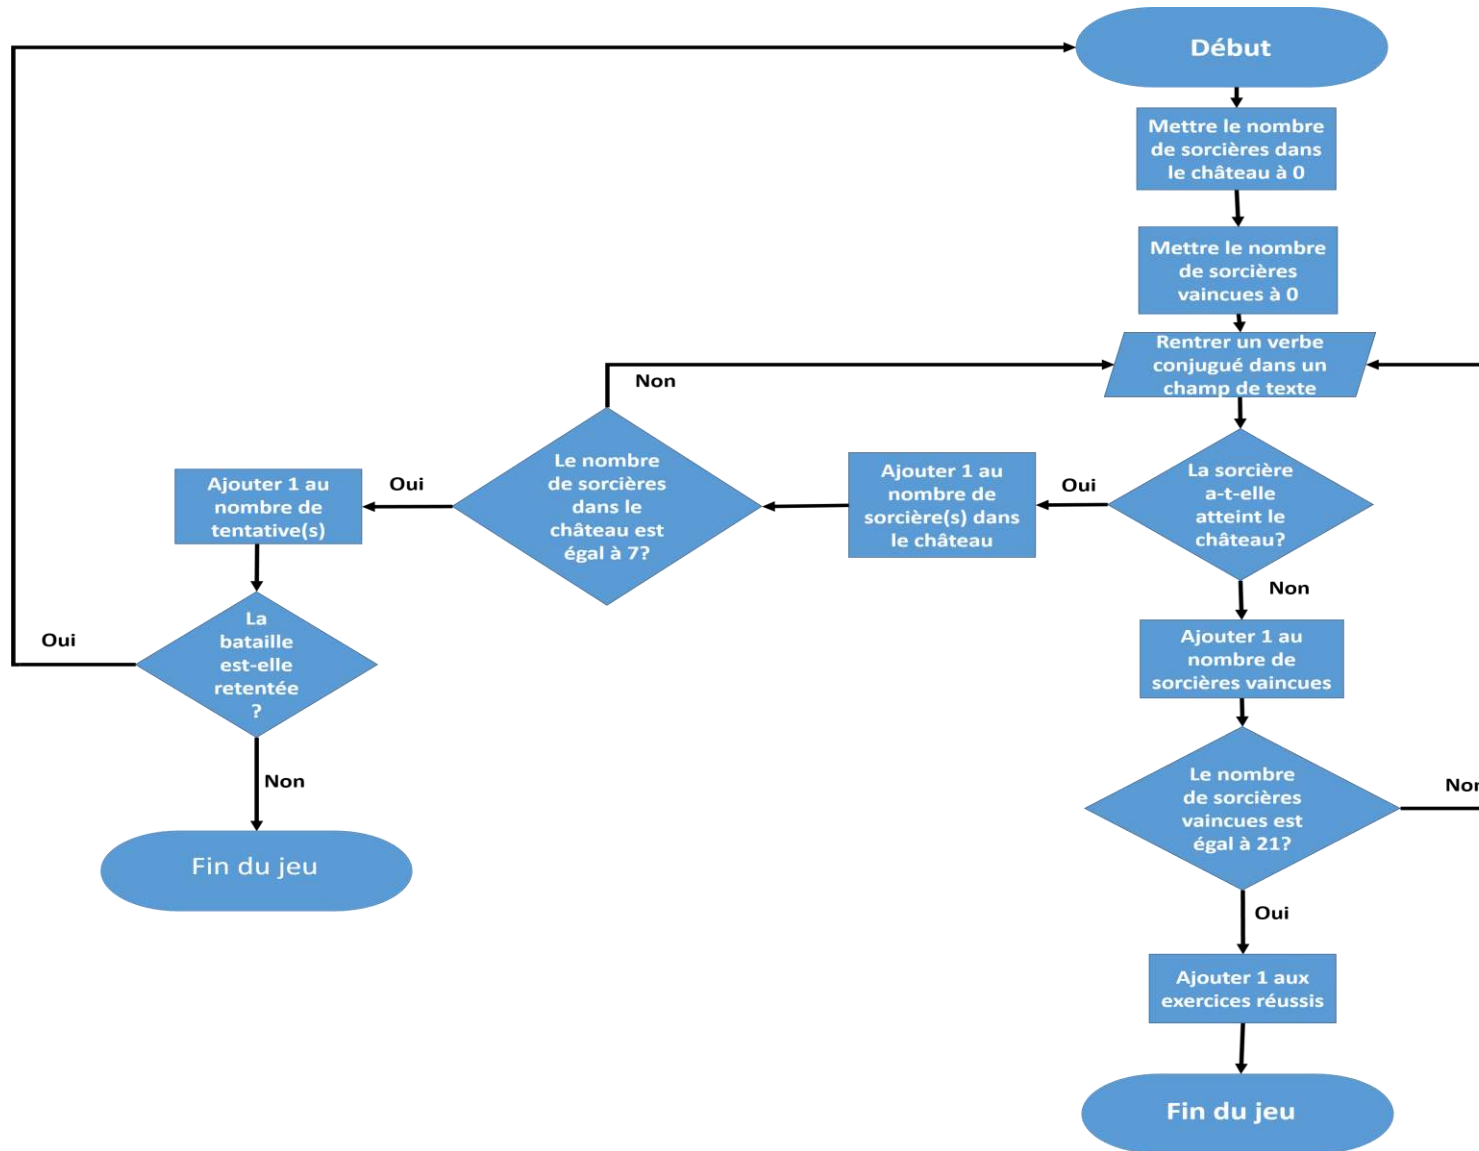 Début
Mettre le nombre
de sorcières dans
le château à 0
Mettre le nombre
de sorcières
vaincues à 0
Rentrer un verbe
conjugué dans un
champ de texte
Non
La sorcière
a-t-elle
atteint le
château?
Oui
Non
Ajouter 1 au
nombre de
sorcière(s) dans
le château
Le nombre
de sorcières
dans le
château est
égal à 7?
Oui
Ajouter 1 au
nombre de
tentative(s)
La
bataille
est-elle
retentée
?
Oui
Non
Fin du jeu
Ajouter 1 au
nombre de
sorcières vaincues
Le nombre
de sorcières
vaincues est
égal à 21?
Non
Oui
Ajouter 1 aux
exercices réussis
Fin du jeu